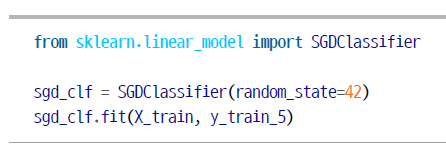 from sklearn.linear_model import SGDClassifier
sgd_clf = SGDClassifier(random_state=42)
sgd_clf.fit(X_train, y_train_5)